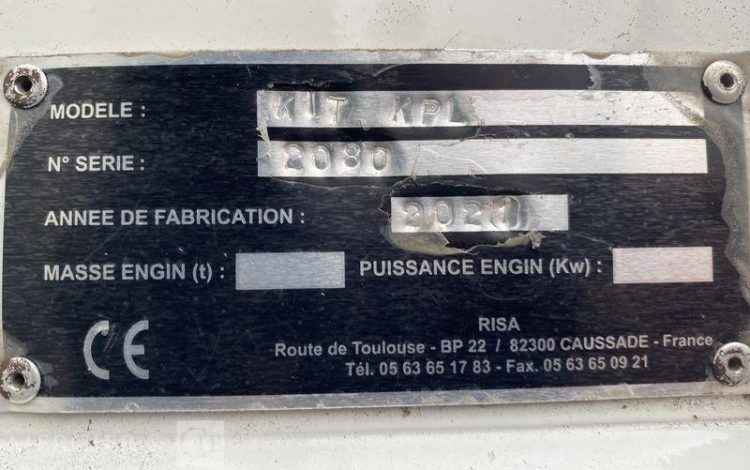 MODELE : KIT KPL
N° SERIE : 2080
ANNEE DE FABRICATION :
MASSE ENGIN (t) : PUISSANCE ENGIN (Kw) :
CE
RISA
Route de Toulouse - BP 22 / 82300 CAUSSADE - France
Tél. 05 63 65 17 83 - Fax. 05 63 65 09 21